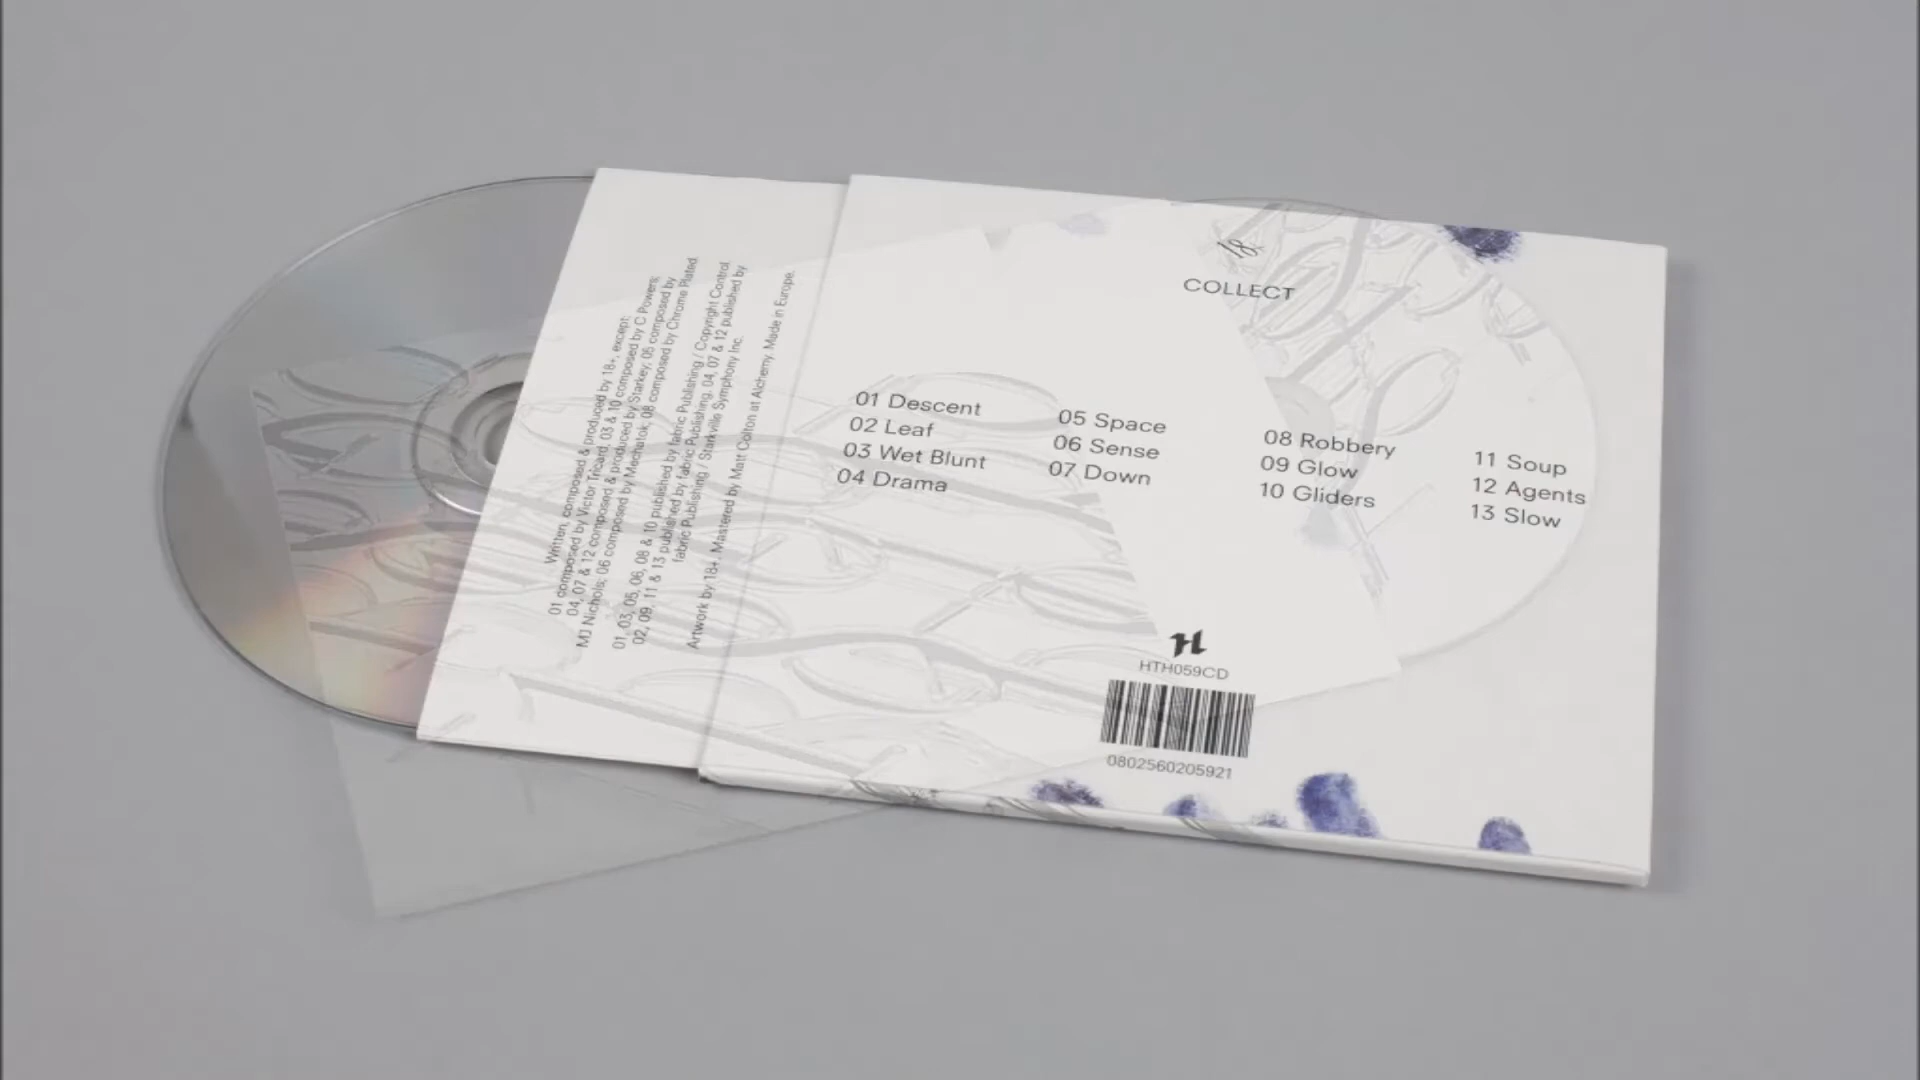 Written, composed & produced by 18+, except:
01 composed by Victor Tricard, 03 & 10 composed by C Powers;
04, 07 & 12 composed & produced by Starkey; 05 composed by
MJ Nichols; 06 composed by Mechatok; 08 composed by Chrome Plated.
01, 03, 05, 06, 08 & 10 published by fabric Publishing / Copyright Control,
02, 09, 11 & 13 published by fabric Publishing, 04, 07 & 12 published by
fabric Publishing / Starkville Symphony Inc.
Artwork by 18+. Mastered by Matt Colton at Alchemy. Made in Europe.
18
COLLECT
01 Descent
02 Leaf
03 Wet Blunt
04 Drama
05 Space
06 Sense
07 Down
08 Robbery
09 Glow
10 Gliders
11 Soup
12 Agents
13 Slow
H
HTH059CD
0802560205921